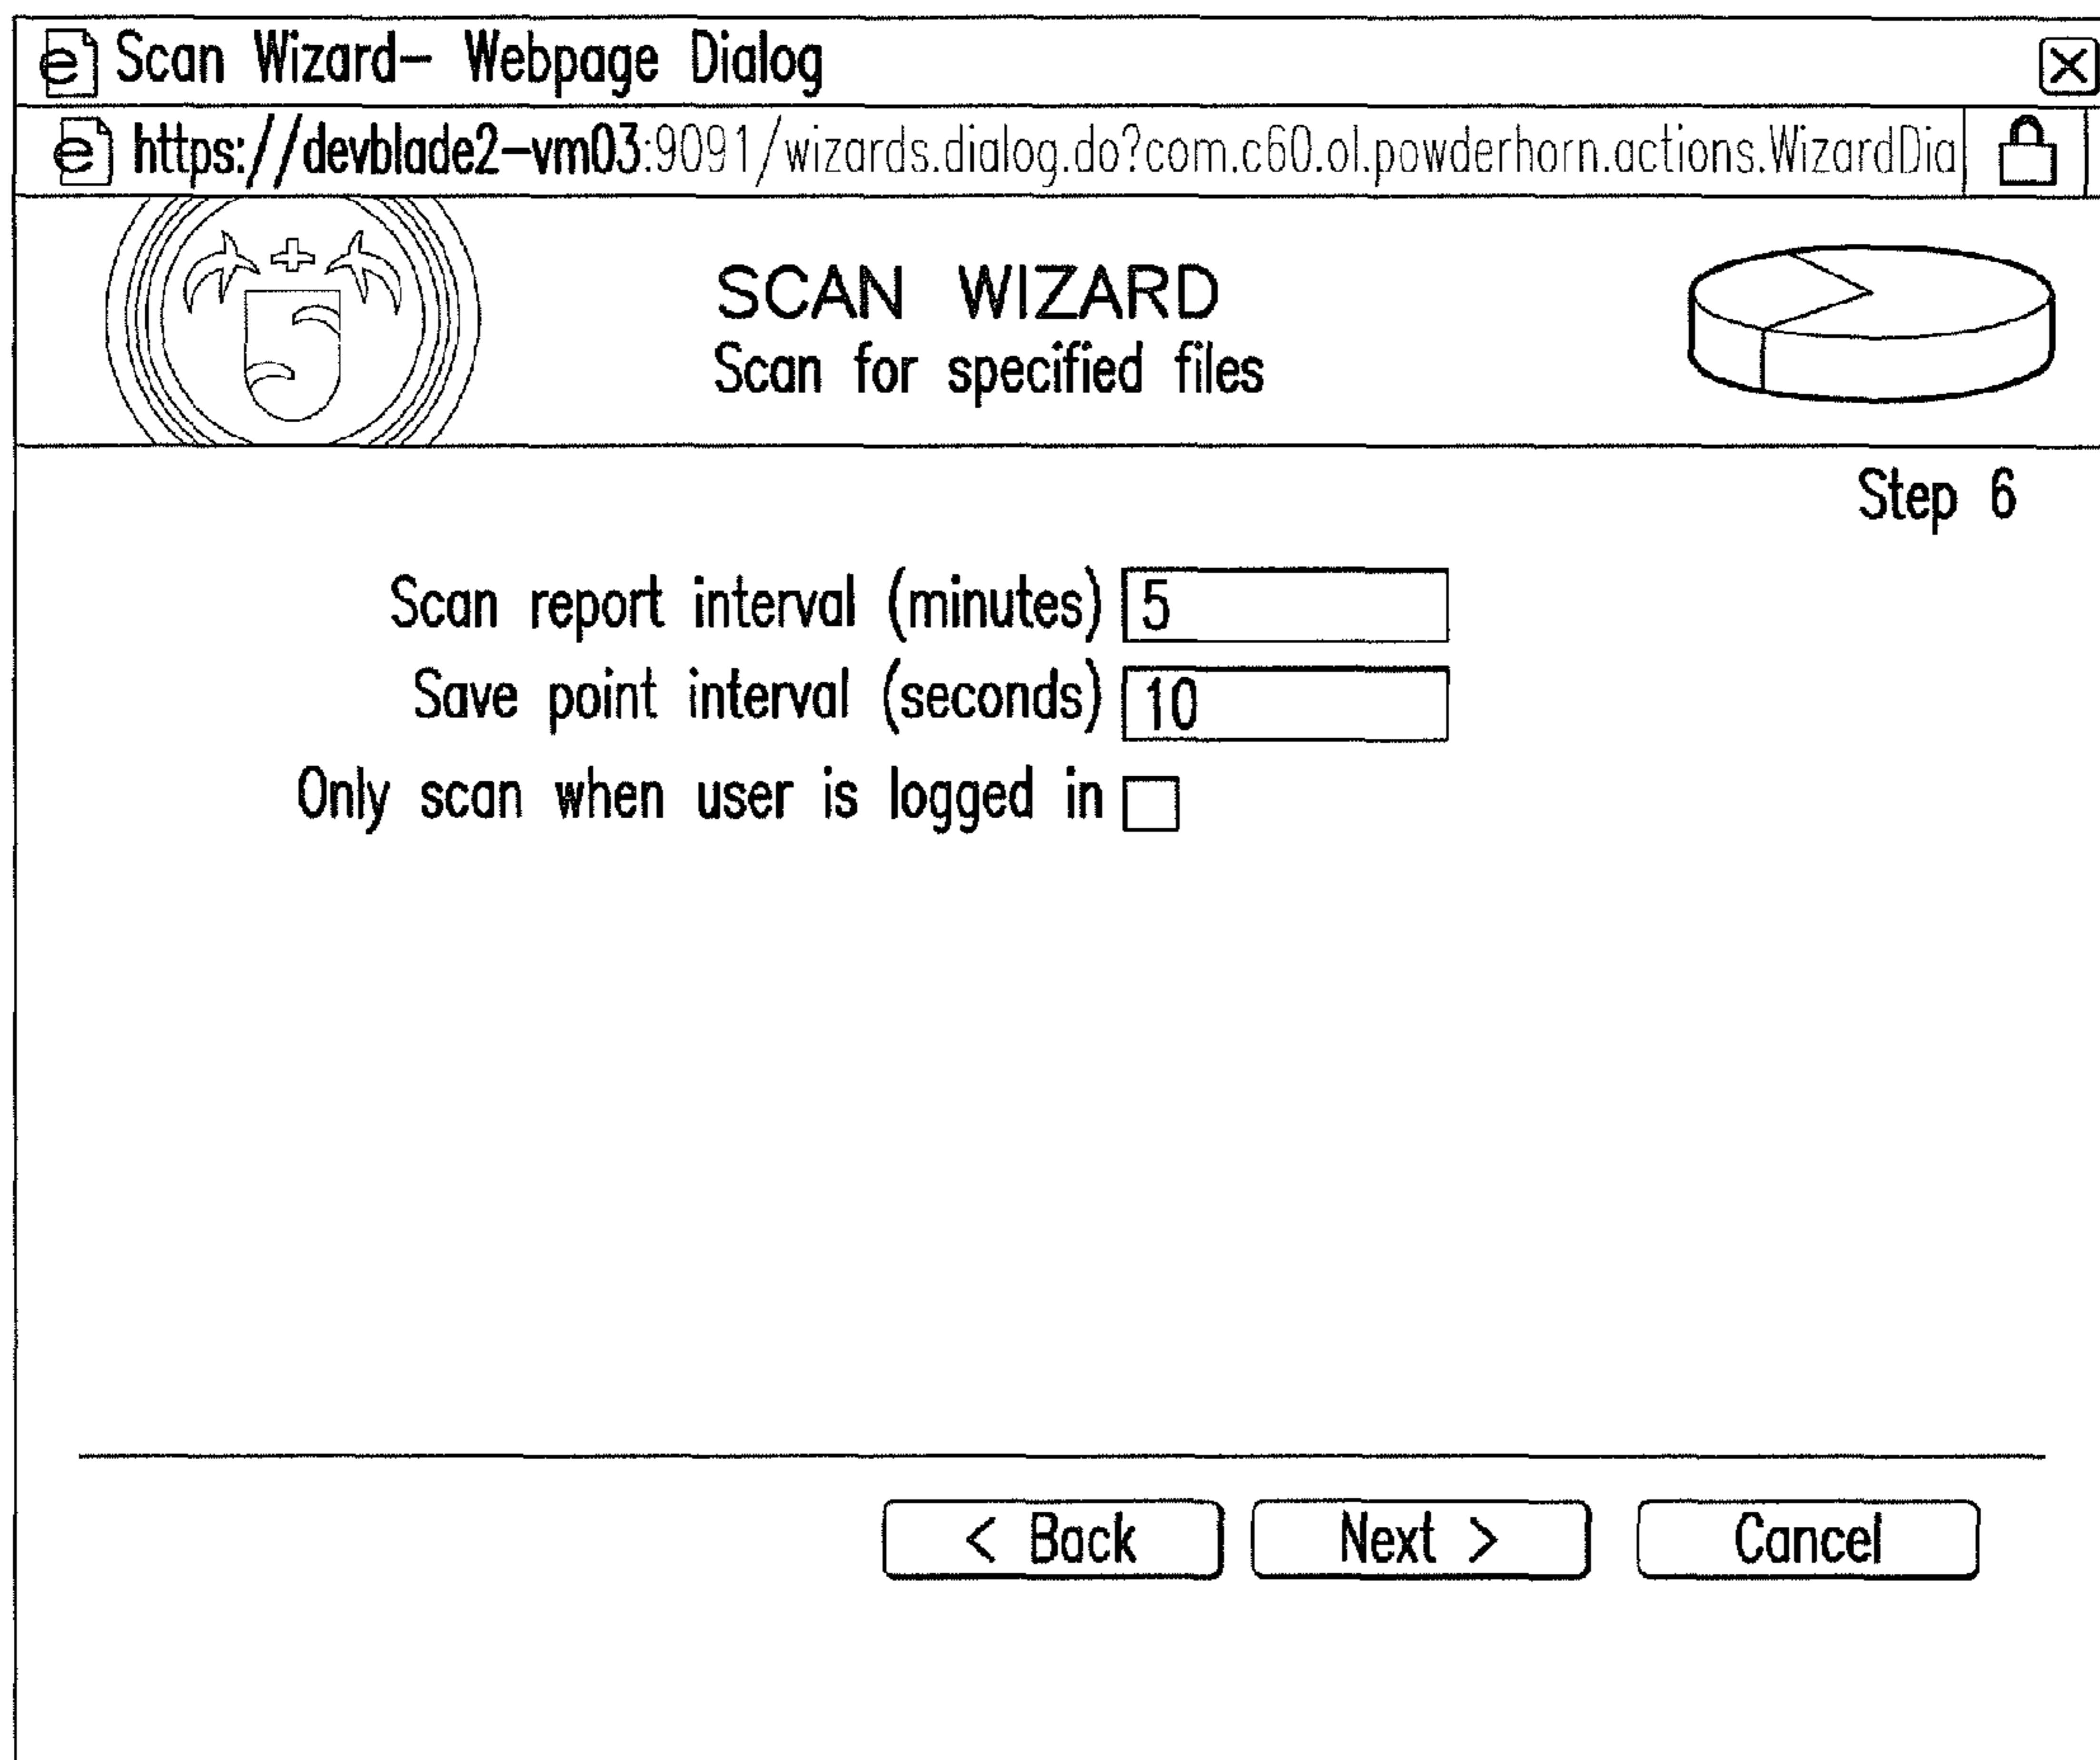 Scan Wizard– Webpage Dialog
https://devblade2–vm03:9091/wizards.dialog.do?com.c60.ol.powderhorn.actions.WizardDia
SCAN WIZARD
Scan for specified files
Step 6
Scan report interval (minutes) 5
Save point interval (seconds) 10
Only scan when user is logged in
< Back Next > Cancel